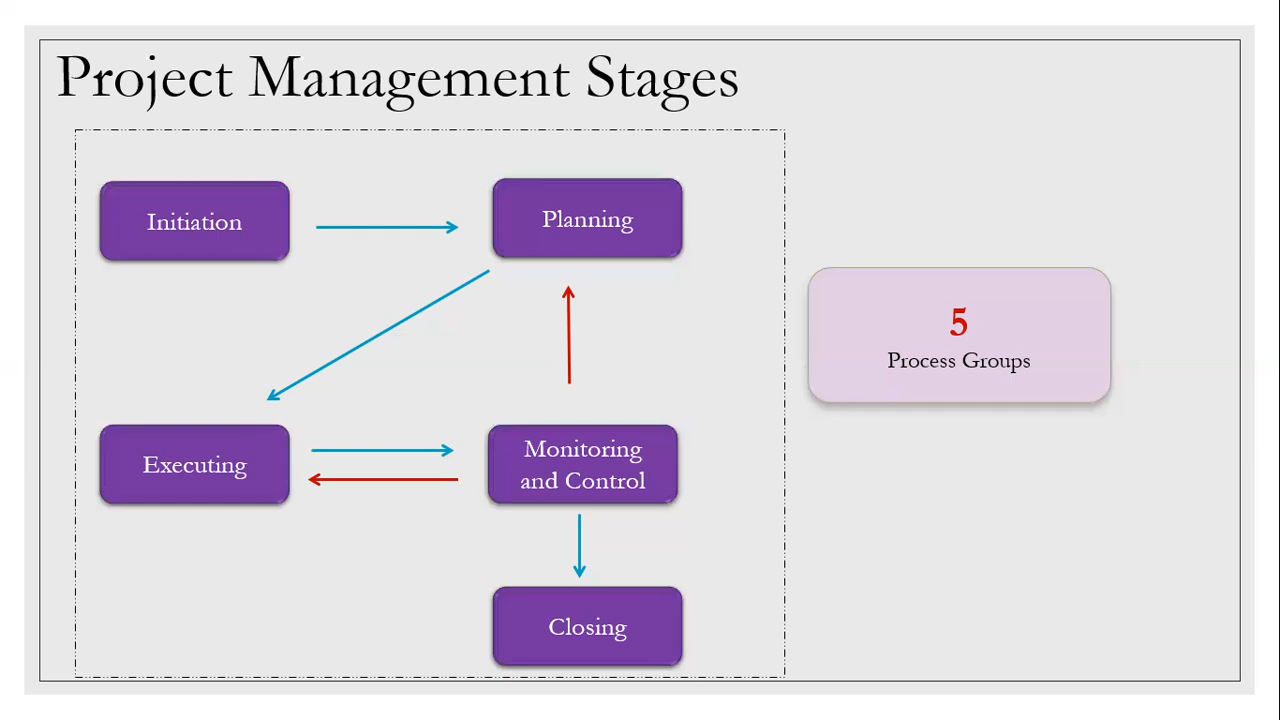 Project Management Stages
Initiation
Planning
5
Process Groups
Executing
Monitoring
and Control
Closing